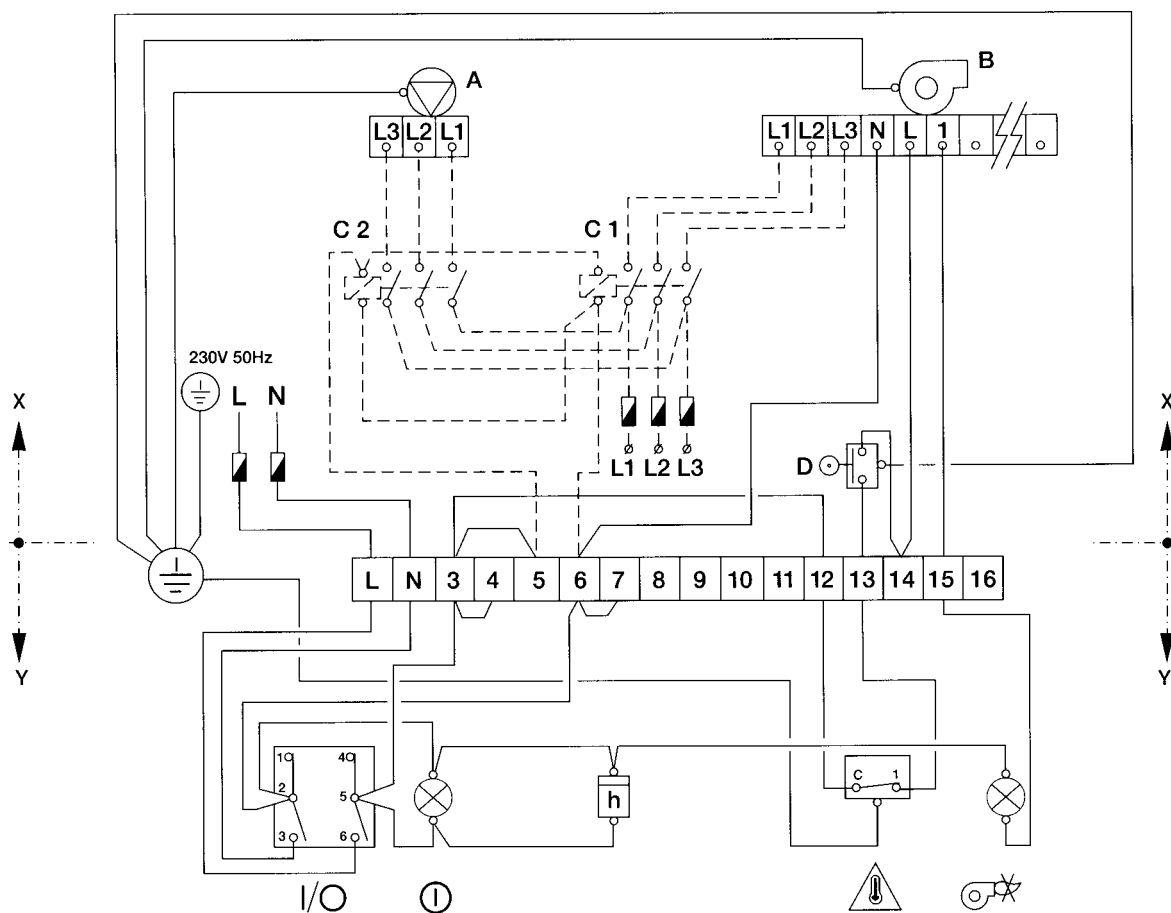 A
B
L3 L2 L1
L1 L2 L3 N L 1
C 2
C 1
230V 50Hz
L N
X
X
D
L1 L2 L3
L N 3 4 5 6 7 8 9 10 11 12 13 14 15 16
Y
Y
1 4
2 5
3 6
h
C 1
I/O
I